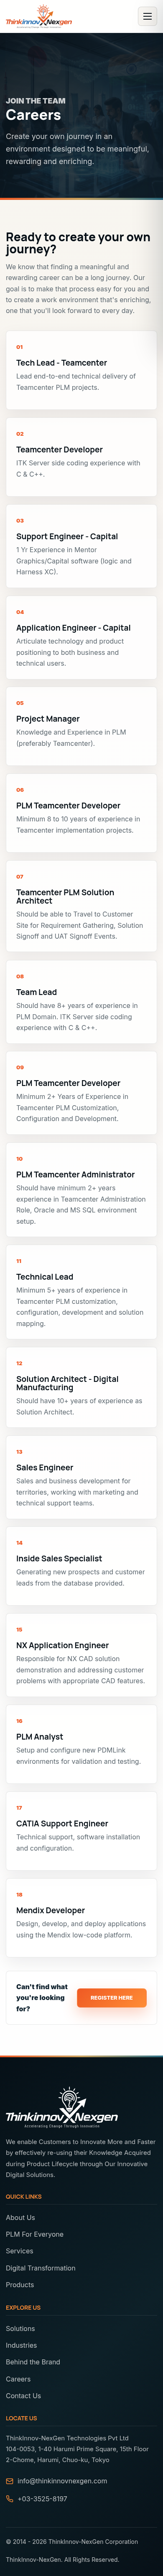 ThinkinnovXNexgen
JOIN THE TEAM
Careers
Create your own journey in an
environment designed to be meaningful,
rewarding and enriching.
Ready to create your own
journey?
We know that finding a meaningful and
rewarding career can be a long journey. Our
goal is to make that process easy for you and
to create a work environment that's enriching,
one that you'll look forward to every day.
01
Tech Lead - Teamcenter
Lead end-to-end technical delivery of
Teamcenter PLM projects.
02
Teamcenter Developer
ITK Server side coding experience with
C & C++.
03
Support Engineer - Capital
1 Yr Experience in Mentor
Graphics/Capital software (logic and
Harness XC).
04
Application Engineer - Capital
Articulate technology and product
positioning to both business and
technical users.
05
Project Manager
Knowledge and Experience in PLM
(preferably Teamcenter).
06
PLM Teamcenter Developer
Minimum 8 to 10 years of experience in
Teamcenter implementation projects.
07
Teamcenter PLM Solution
Architect
Should be able to Travel to Customer
Site for Requirement Gathering, Solution
Signoff and UAT Signoff Events.
08
Team Lead
Should have 8+ years of experience in
PLM Domain. ITK Server side coding
experience with C & C++.
09
PLM Teamcenter Developer
Minimum 2+ Years of Experience in
Teamcenter PLM Customization,
Configuration and Development.
10
PLM Teamcenter Administrator
Should have minimum 2+ years
experience in Teamcenter Administration
Role, Oracle and MS SQL environment
setup.
11
Technical Lead
Minimum 5+ years of experience in
Teamcenter PLM customization,
configuration, development and solution
mapping.
12
Solution Architect - Digital
Manufacturing
Should have 10+ years of experience as
Solution Architect.
13
Sales Engineer
Sales and business development for
territories, working with marketing and
technical support teams.
14
Inside Sales Specialist
Generating new prospects and customer
leads from the database provided.
15
NX Application Engineer
Responsible for NX CAD solution
demonstration and addressing customer
problems with appropriate CAD features.
16
PLM Analyst
Setup and configure new PDMLink
environments for validation and testing.
17
CATIA Support Engineer
Technical support, software installation
and configuration.
18
Mendix Developer
Design, develop, and deploy applications
using the Mendix low-code platform.
Can't find what
you're looking
for?
REGISTER HERE
ThinkinnovXNexgen
Accelerating Change Through Innovation
We enable Customers to Innovate More and Faster
by effectively re-using their Knowledge Acquired
during Product Lifecycle through Our Innovative
Digital Solutions.
QUICK LINKS
About Us
PLM For Everyone
Services
Digital Transformation
Products
EXPLORE US
Solutions
Industries
Behind the Brand
Careers
Contact Us
LOCATE US
ThinkInnov-NexGen Technologies Pvt Ltd
104-0053, 1-40 Harumi Prime Square, 15th Floor
2-Chome, Harumi, Chuo-ku, Tokyo
info@thinkinnovnexgen.com
+03-3525-8197
© 2014 - 2026 ThinkInnov-NexGen Corporation
ThinkInnov-NexGen. All Rights Reserved.